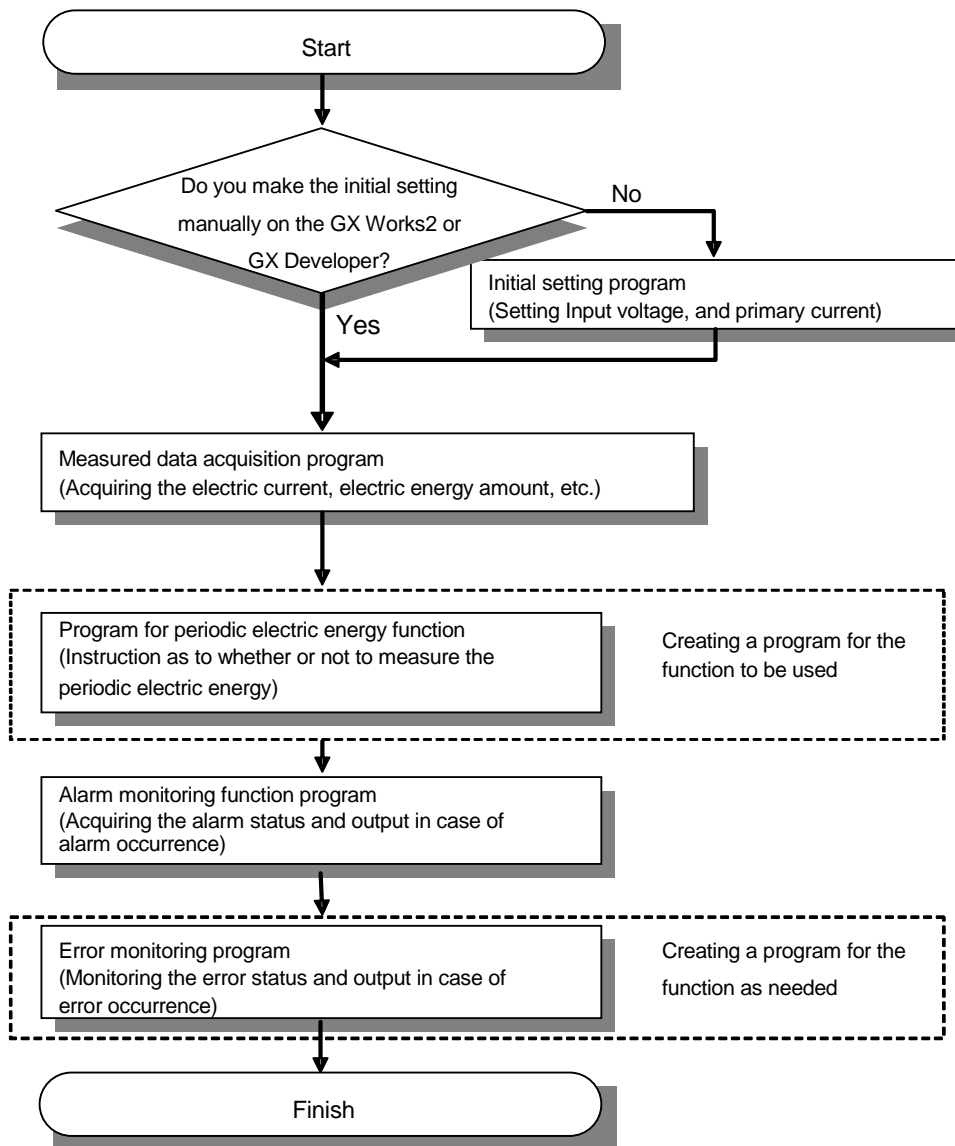 Start
Do you make the initial setting
manually on the GX Works2 or
GX Developer?
No
Yes
Initial setting program
(Setting Input voltage, and primary current)
Measured data acquisition program
(Acquiring the electric current, electric energy amount, etc.)
Program for periodic electric energy function
(Instruction as to whether or not to measure the
periodic electric energy)
Creating a program for the
function to be used
Alarm monitoring function program
(Acquiring the alarm status and output in case of
alarm occurrence)
Error monitoring program
(Monitoring the error status and output in case of
error occurrence)
Creating a program for the
function as needed
Finish